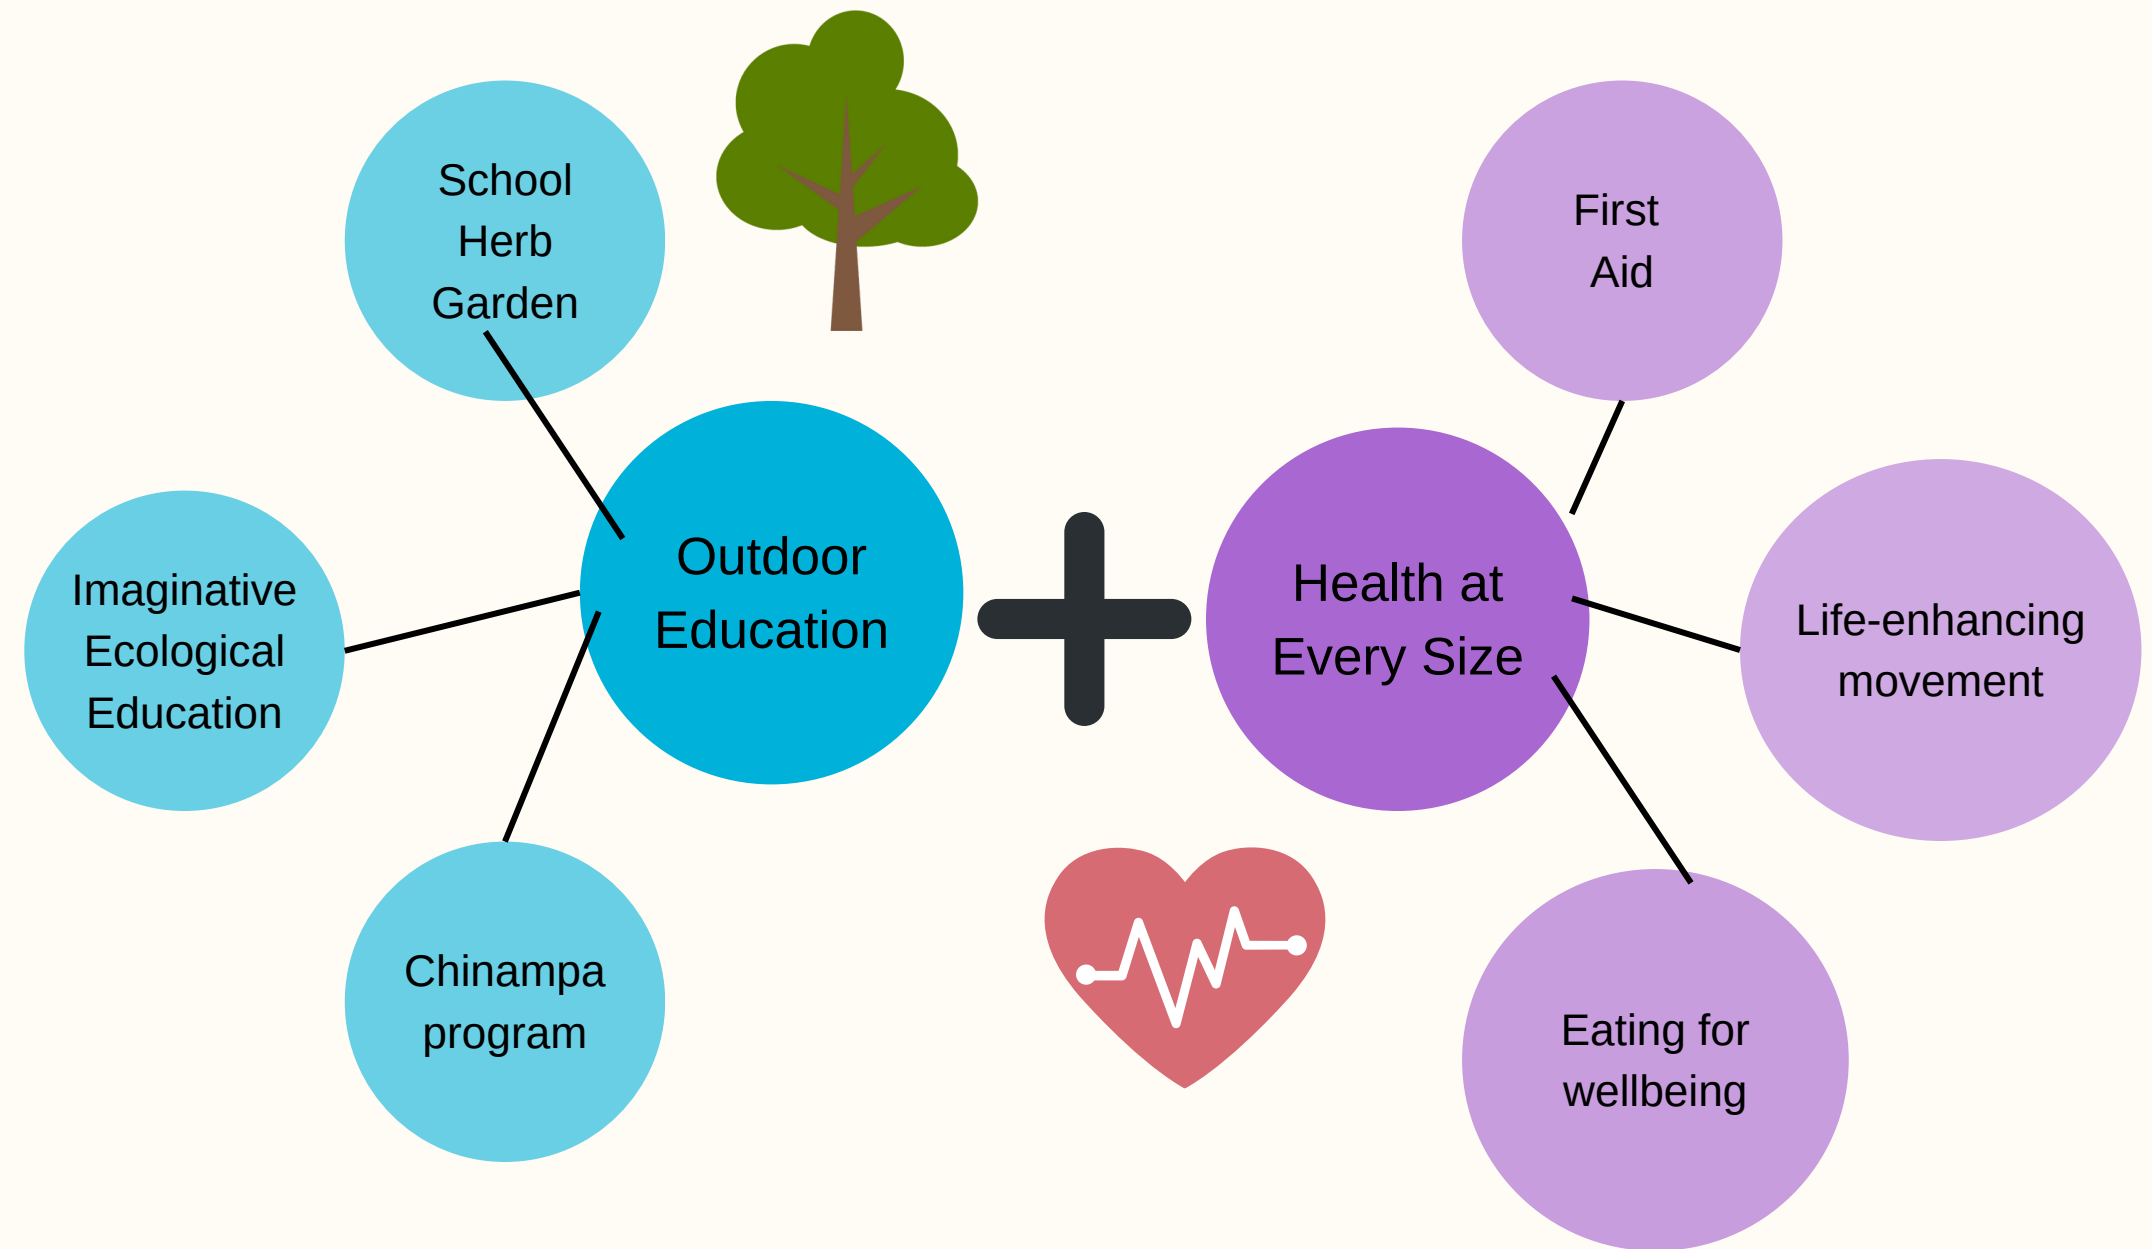 School
Herb
Garden
Imaginative
Ecological
Education
Chinampa
program
Outdoor
Education
Health at
Every Size
First
Aid
Life-enhancing
movement
Eating for
wellbeing